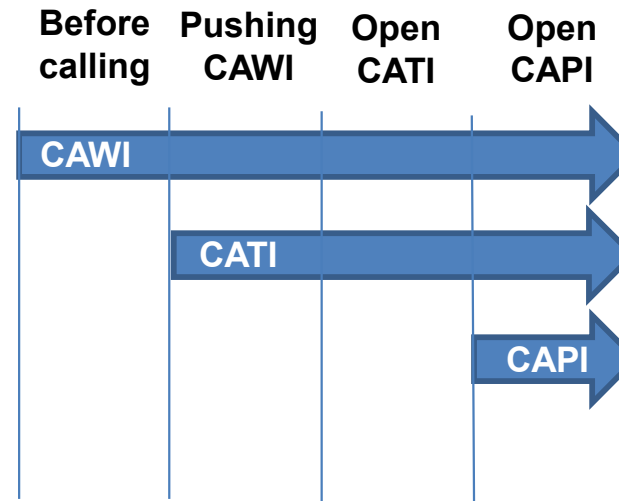 Before
calling
Pushing
CAWI
Open
CATI
Open
CAPI
CAWI
CATI
CAPI